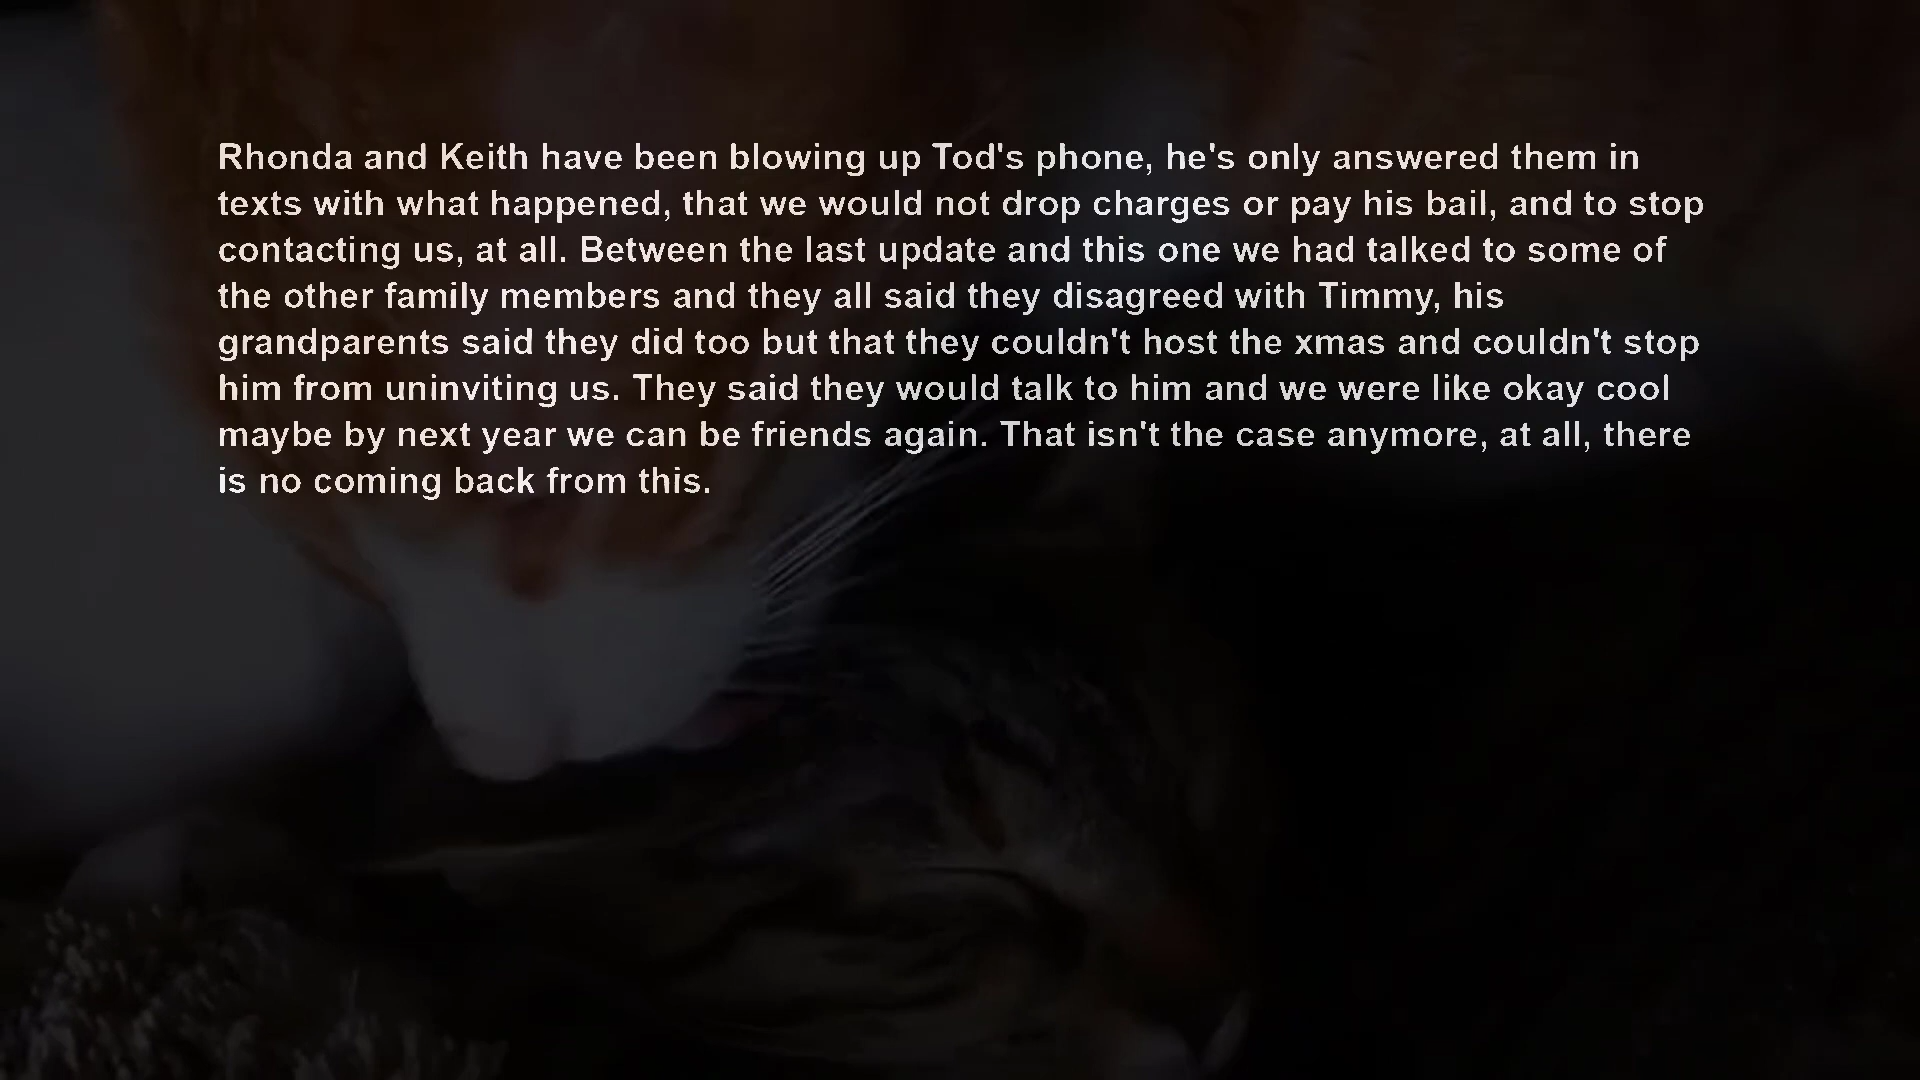 Rhonda and Keith have been blowing up Tod's phone, he's only answered them in
texts with what happened, that we would not drop charges or pay his bail, and to stop
contacting us, at all. Between the last update and this one we had talked to some of
the other family members and they all said they disagreed with Timmy, his
grandparents said they did too but that they couldn't host the xmas and couldn't stop
him from uninviting us. They said they would talk to him and we were like okay cool
maybe by next year we can be friends again. That isn't the case anymore, at all, there
is no coming back from this.